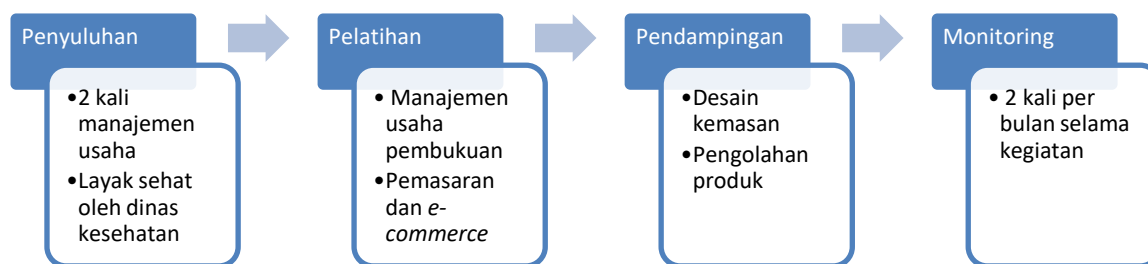 Penyuluhan
•2 kali
manajemen
usaha
•Layak sehat
oleh dinas
kesehatan
Pelatihan
• Manajemen
usaha
pembukuan
•Pemasaran
dan e-
commerce
Pendampingan
•Desain
kemasan
•Pengolahan
produk
Monitoring
• 2 kali per
bulan selama
kegiatan